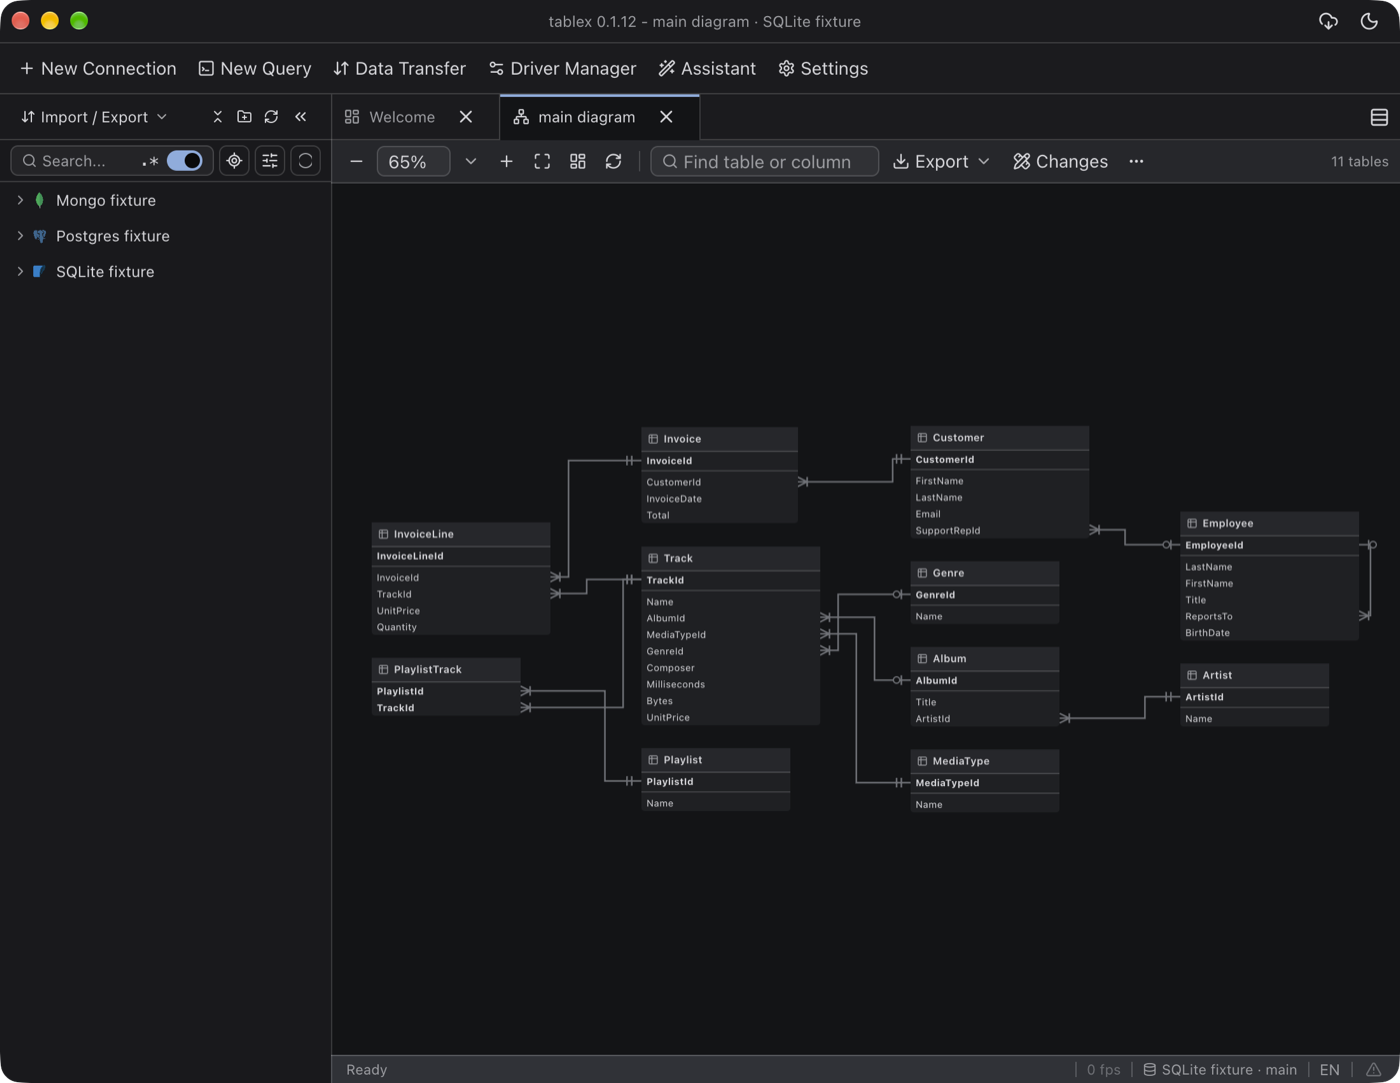 tablex 0.1.12 - main diagram · SQLite fixture
New Connection
New Query
Data Transfer
Driver Manager
Assistant
Settings
Import / Export
Welcome
main diagram
Search...
.*
65%
Find table or column
Export
Changes
11 tables
Mongo fixture
Postgres fixture
SQLite fixture
InvoiceLine
InvoiceLineId
InvoiceId
TrackId
UnitPrice
Quantity
PlaylistTrack
PlaylistId
TrackId
Invoice
InvoiceId
CustomerId
InvoiceDate
Total
Track
TrackId
Name
AlbumId
MediaTypeId
GenreId
Composer
Milliseconds
Bytes
UnitPrice
Playlist
PlaylistId
Name
Customer
CustomerId
FirstName
LastName
Email
SupportRepId
Genre
GenreId
Name
Album
AlbumId
Title
ArtistId
MediaType
MediaTypeId
Name
Employee
EmployeeId
LastName
FirstName
Title
ReportsTo
BirthDate
Artist
ArtistId
Name
Ready
0 fps
SQLite fixture · main
EN